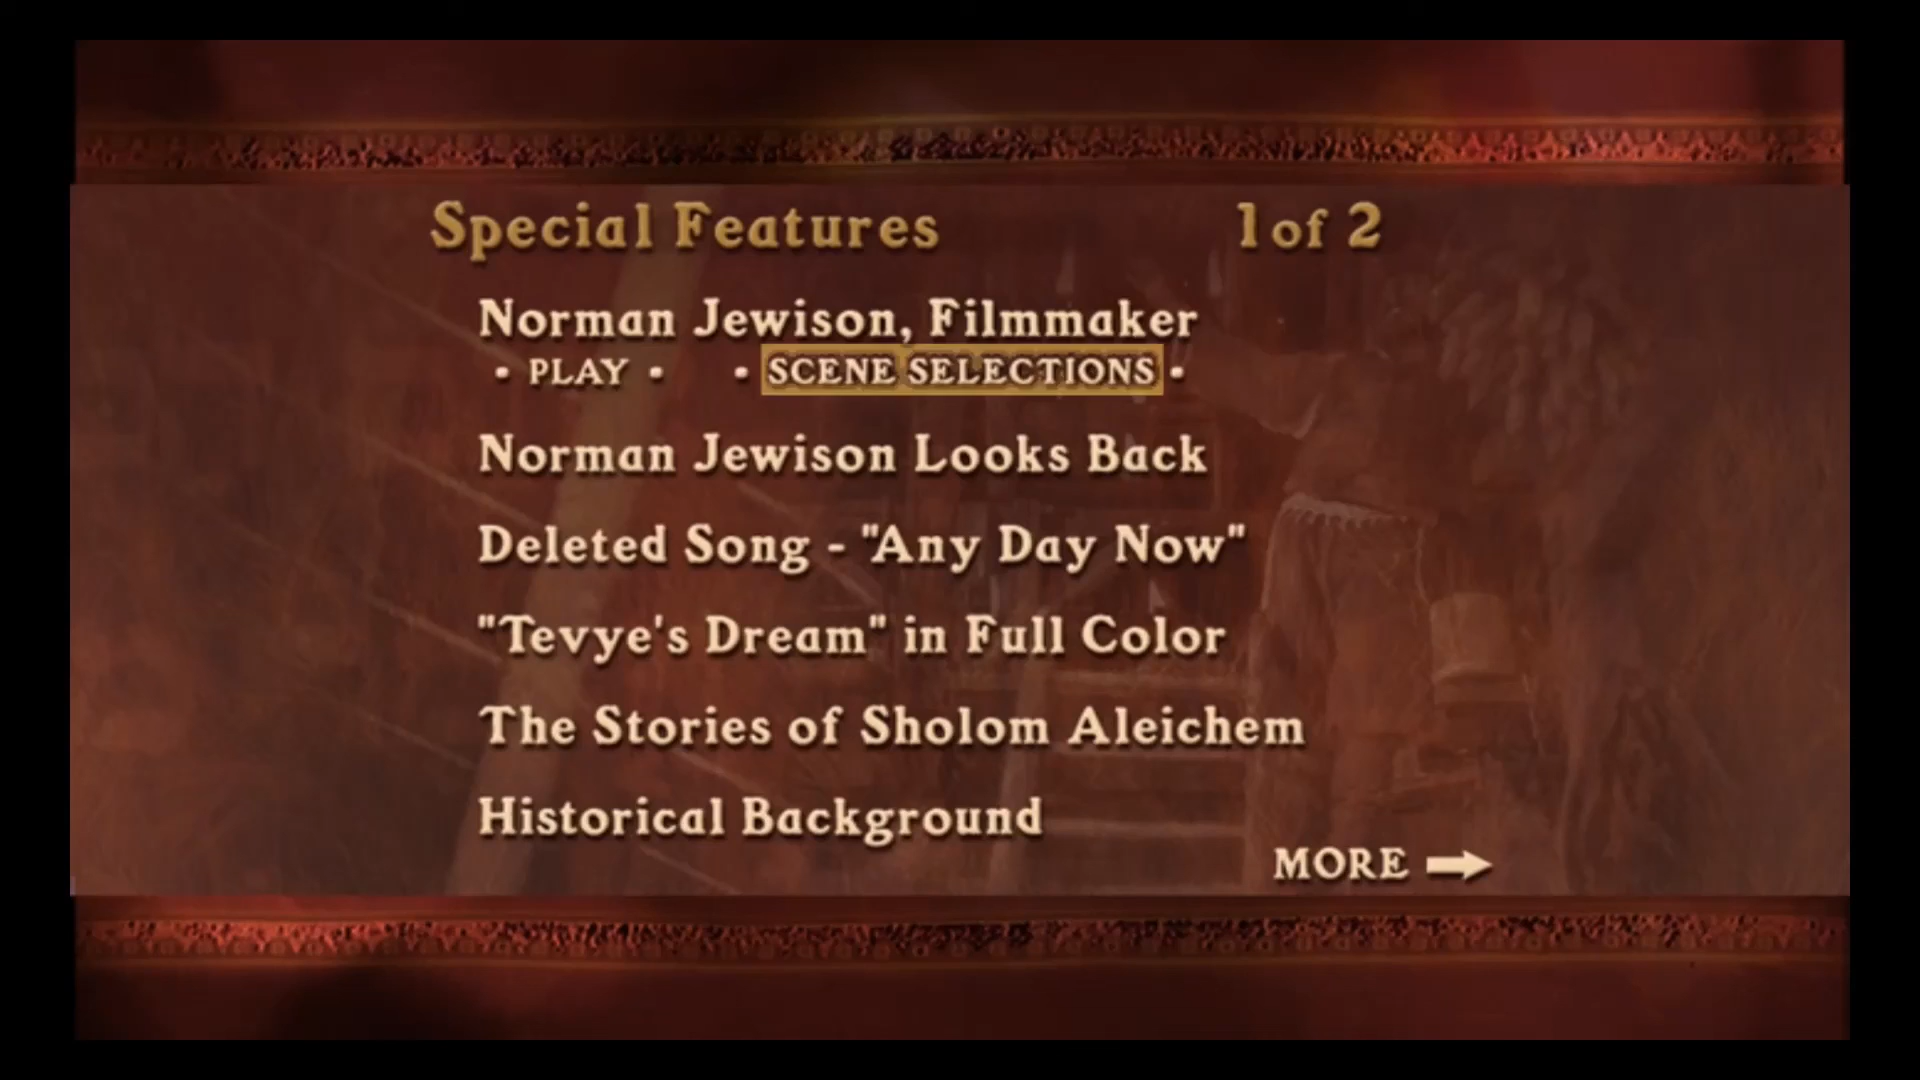 Special Features 1 of 2
Norman Jewison, Filmmaker
• PLAY • • SCENE SELECTIONS •
Norman Jewison Looks Back
Deleted Song - "Any Day Now"
"Tevye's Dream" in Full Color
The Stories of Sholom Aleichem
Historical Background
MORE